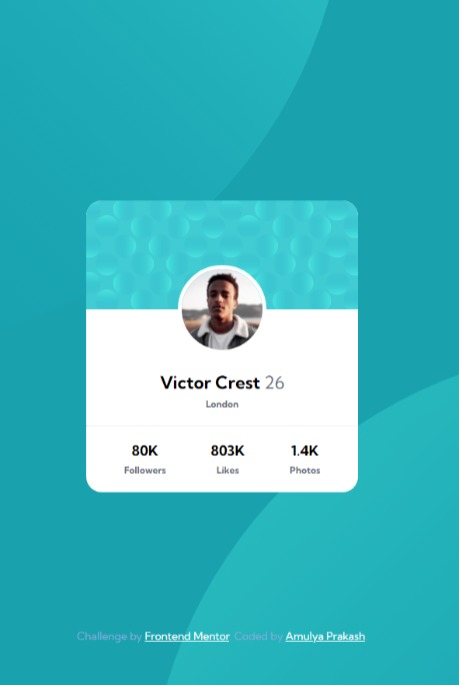 Victor Crest 26
London
80K 803K 1.4K
Followers Likes Photos
Challenge by Frontend Mentor. Coded by Amulya Prakash